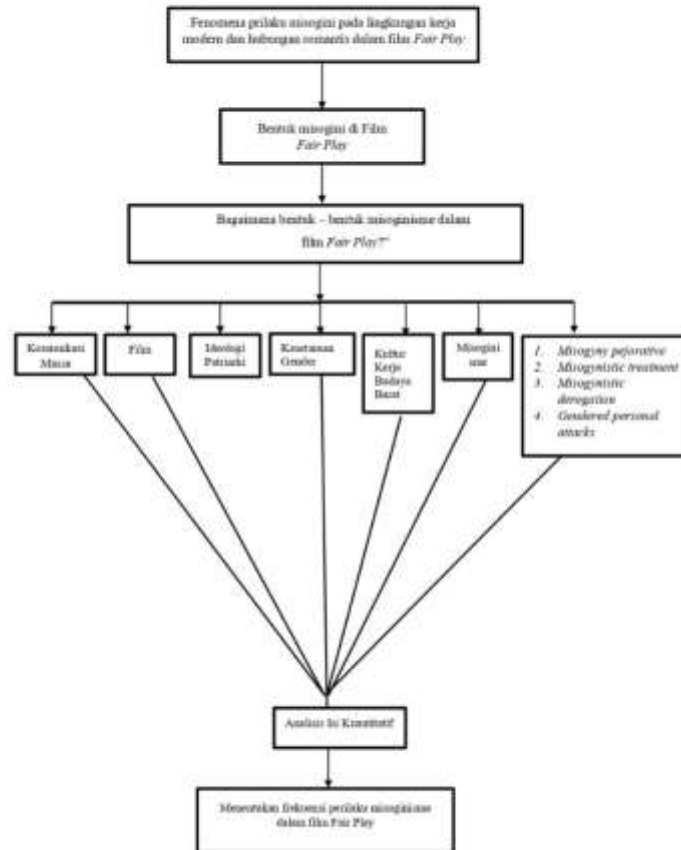 Fenomena prilaku misogini pada lingkungan kerja
modern dan hubungan romantis dalam film Fair Play
Bentuk misogini di Film
Fair Play
Bagaimana bentuk – bentuk misoginisme dalam
film Fair Play?"
Komunikasi
Massa
Film
Ideologi
Patriarki
Kesetaraan
Gender
Kultur
Kerja
Budaya
Barat
Misogini
1. Misogyny pejorative
2. Misogynistic treatment
3. Misogynistic
derogation
4. Gendered personal
attacks
Analisis Isi Kuantitatif
Menentukan frekuensi perilaku misoginisme
dalam film Fair Play